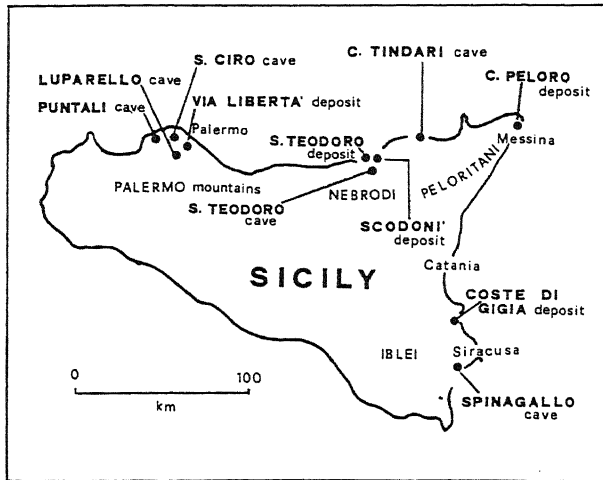 S. CIRO cave
C. TINDARI cave
LUPARELLO cave
C. PELORO
deposit
PUNTALI cave
VIA LIBERTA' deposit
Palermo
S. TEODORO
deposit
Messina
PELORITANI
PALERMO mountains
NEBRODI
S. TEODORO
cave
SCODONI'
deposit
Catania
SICILY
COSTE DI
GIGIA deposit
IBLEI
Siracusa
0 100
km
SPINAGALLO
cave